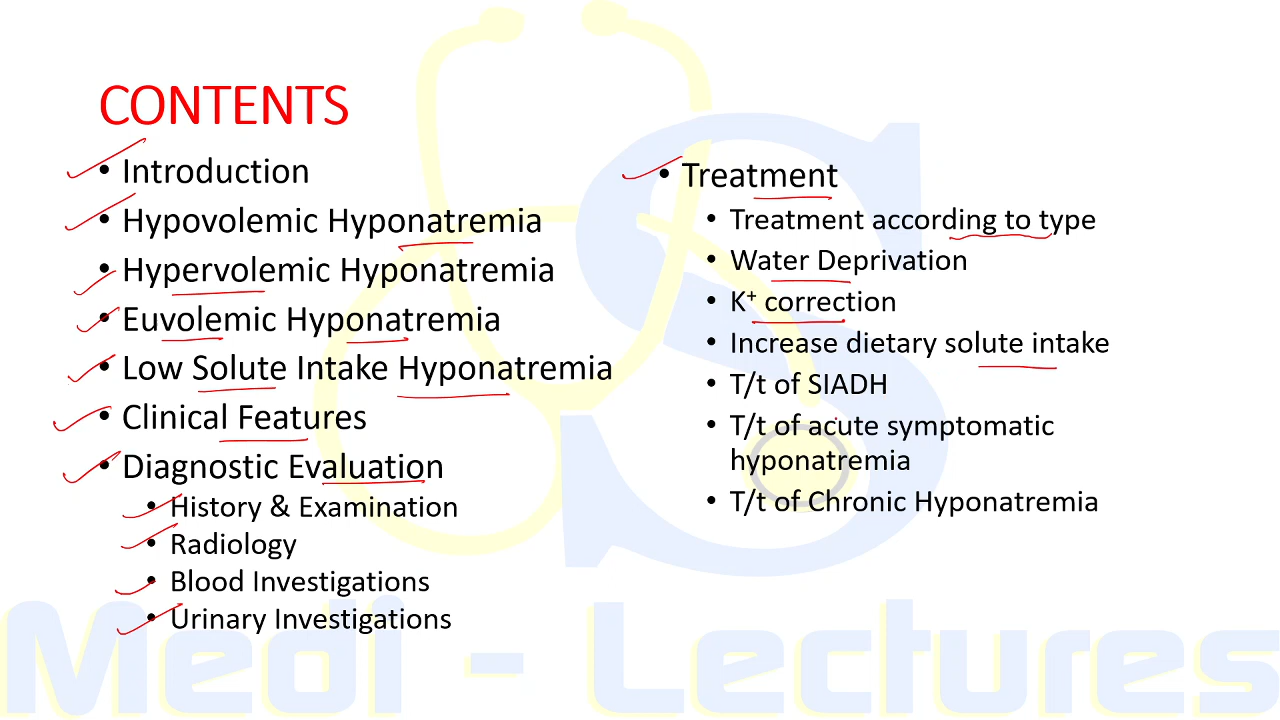 CONTENTS
• Introduction
• Hypovolemic Hyponatremia
• Hypervolemic Hyponatremia
• Euvolemic Hyponatremia
• Low Solute Intake Hyponatremia
• Clinical Features
• Diagnostic Evaluation
• History & Examination
• Radiology
• Blood Investigations
• Urinary Investigations
• Treatment
• Treatment according to type
• Water Deprivation
• K⁺ correction
• Increase dietary solute intake
• T/t of SIADH
• T/t of acute symptomatic
hyponatremia
• T/t of Chronic Hyponatremia
Medi - Lectures